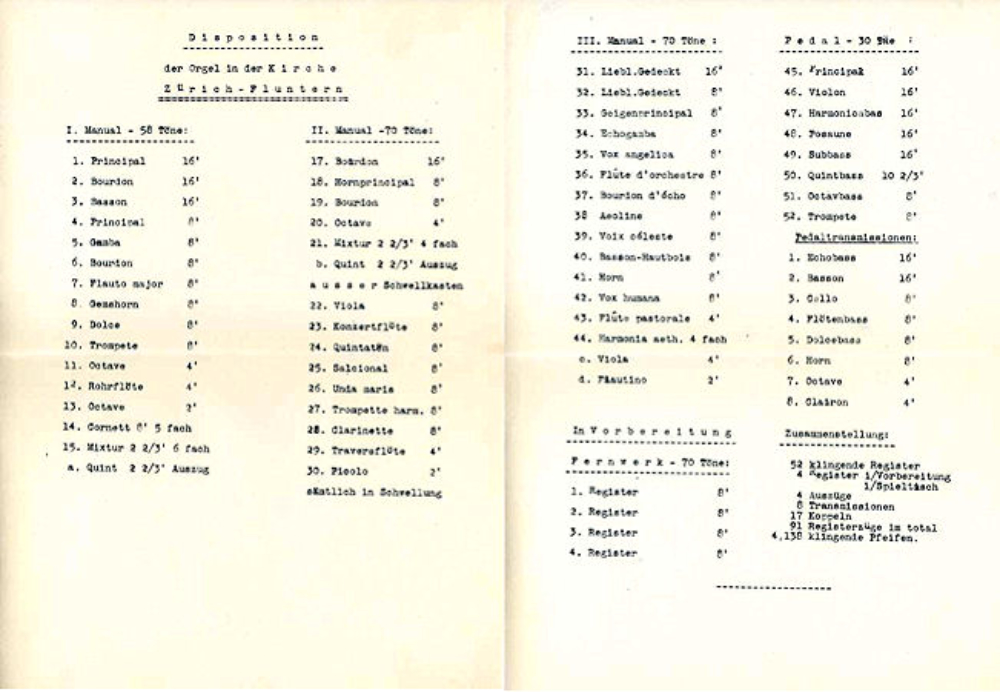 D i s p o s i t i o n
der Orgel in der K i r c h e
Z ü r i c h - F l u n t e r n
I. Manual - 58 Töne:
1. Principal 16'
2. Bourdon 16'
3. Basson 16'
4. Principal 8'
5. Gamba 8'
6. Bourdon 8'
7. Flauto major 8'
8. Gemshorn 8'
9. Dolce 8'
10. Trompete 8'
11. Octave 4'
12. Rohrflöte 4'
13. Octave 2'
14. Cornett 8' 5 fach
15. Mixtur 2 2/3' 6 fach
a. Quint 2 2/3' Auszug
II. Manual -70 Töne:
17. Bourdon 16'
18. Hornprincipal 8'
19. Bourdon 8'
20. Octave 4'
21. Mixtur 2 2/3' 4 fach
b. Quint 2 2/3' Auszug
a u s s e r Schwellkasten
22. Viola 8'
23. Konzertflöte 8'
24. Quintatön 8'
25. Salcional 8'
26. Unda maris 8'
27. Trompette harm. 8'
28. Clarinette 8'
29. Traversflöte 4'
30. Picolo 2'
sämtlich in Schwellung
III. Manual - 70 Töne :
31. Liebl.Gedeckt 16'
32. Liebl.Gedeckt 8'
33. Geigenprincipal 8'
34. Echogamba 8'
35. Vox angelica 8'
36. Flûte d'orchestre 8'
37. Bourdon d'écho 8'
38 Aeoline 8'
39. Voix céleste 8'
40. Basson-Hautbois 8'
41. Horn 8'
42. Vox humana 8'
43. Flûte pastorale 4'
44. Harmonia aeth. 4 fach
c. Viola 4'
d. Flautino 2'
In V o r b e r e i t u n g
F e r n w e r k - 70 Töne:
1. Register 8'
2. Register 8'
3. Register 8'
4. Register 8'
P e d a l - 30 :
45. Principal 16'
46. Violon 16'
47. Harmonicabas 16'
48. Posaune 16'
49. Subbass 16'
50. Quintbass 10 2/3'
51. Octavbass 8'
52. Trompete 8'
Pedaltransmissionen:
1. Echobass 16'
2. Basson 16'
3. Cello 8'
4. Flötenbass 8'
5. Dolcebass 8'
6. Horn 8'
7. Octave 4'
8. Clairon 4'
Zusammenstellung:
52 klingende Register
4 Register i/Vorbereitung
i/Spieltisch
4 Auszüge
8 Transmissionen
17 Koppeln
91 Registerzüge im total
4,138 klingende Pfeifen.